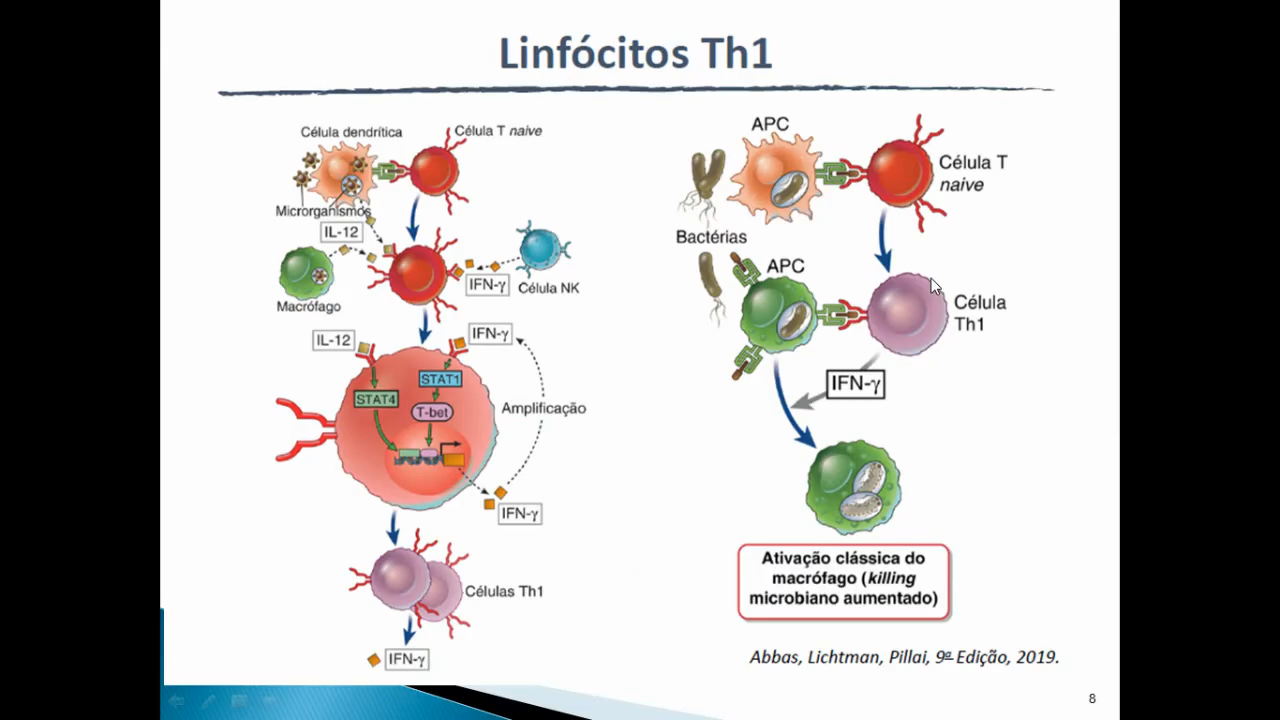 Linfócitos Th1
Célula dendrítica
Célula T naive
Microrganismos
IL-12
Macrófago
IFN-γ
Célula NK
IL-12
IFN-γ
STAT4
STAT1
T-bet
Amplificação
IFN-γ
Células Th1
IFN-γ
APC
Célula T
naive
Bactérias
APC
Célula
Th1
IFN-γ
Ativação clássica do
macrófago (killing
microbiano aumentado)
Abbas, Lichtman, Pillai, 9ª Edição, 2019.
8